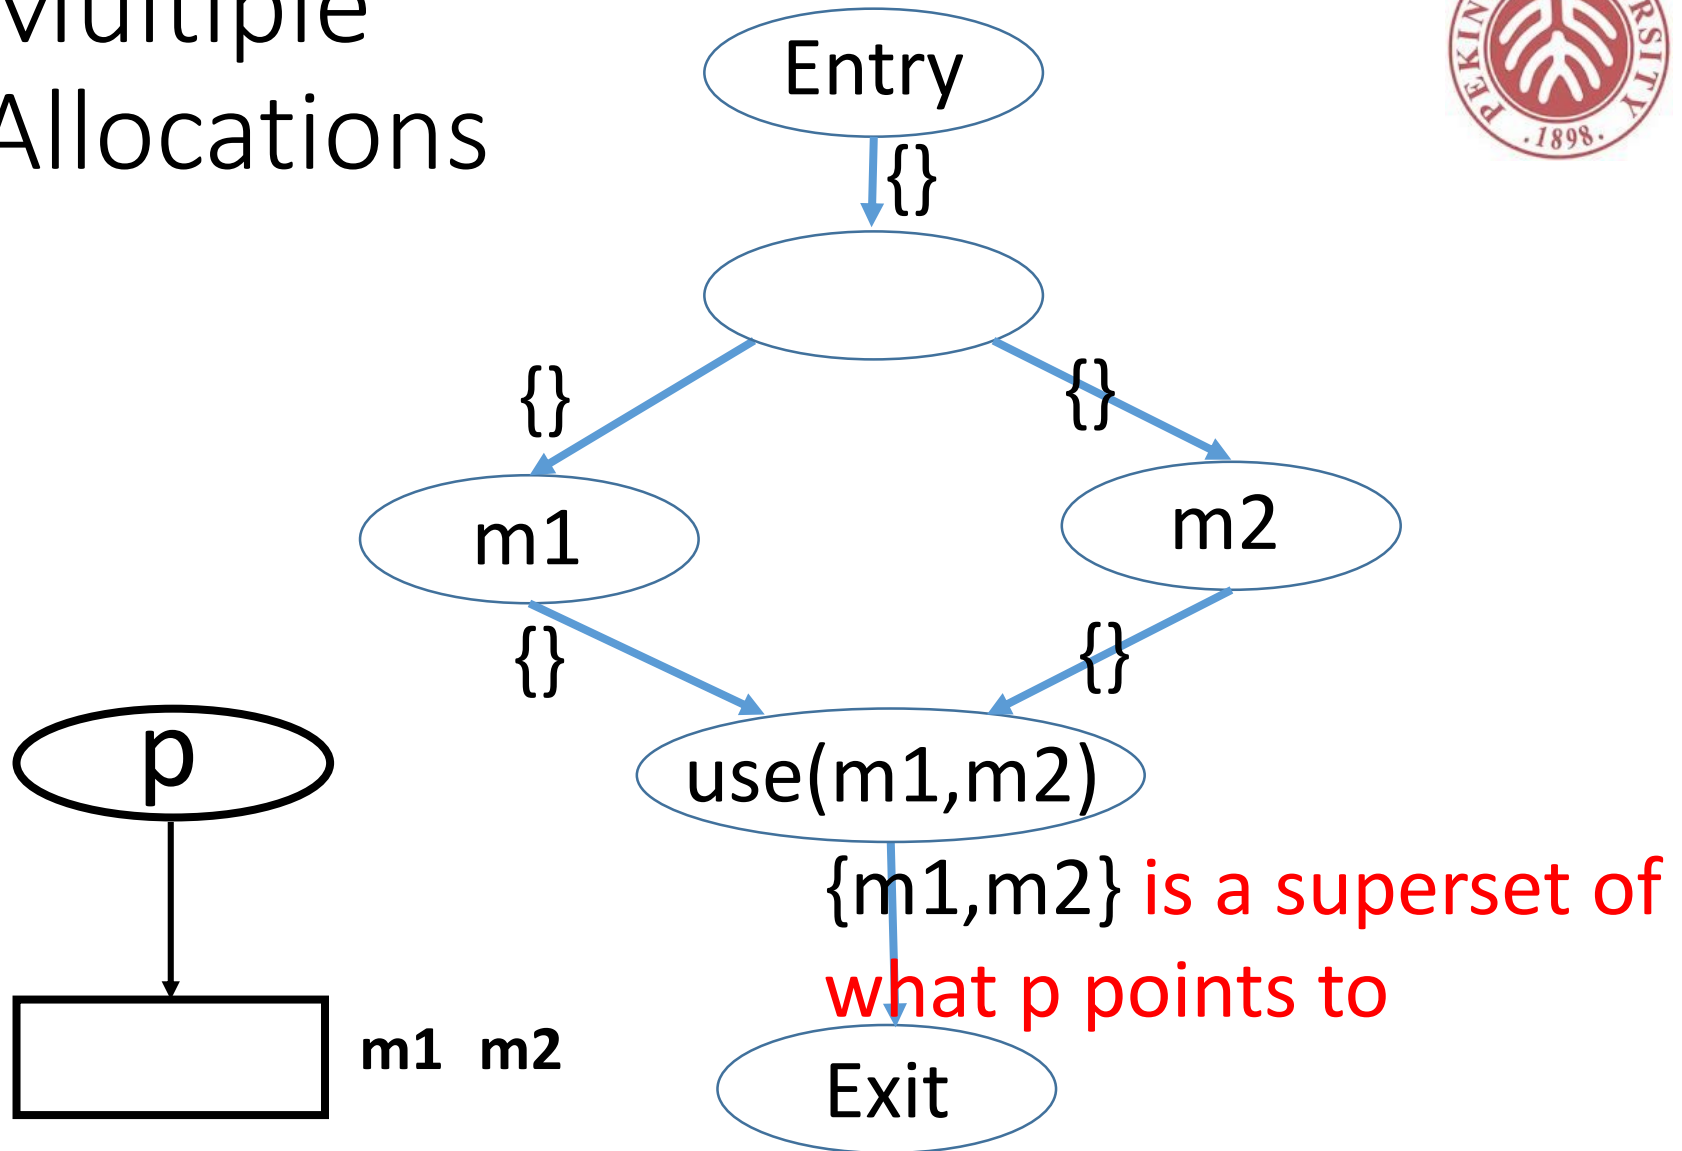 Multiple
Allocations
Entry
{}
{}
{}
m1
m2
{}
{}
p
use(m1,m2)
{m1,m2} is a superset of
what p points to
m1 m2
Exit
1898